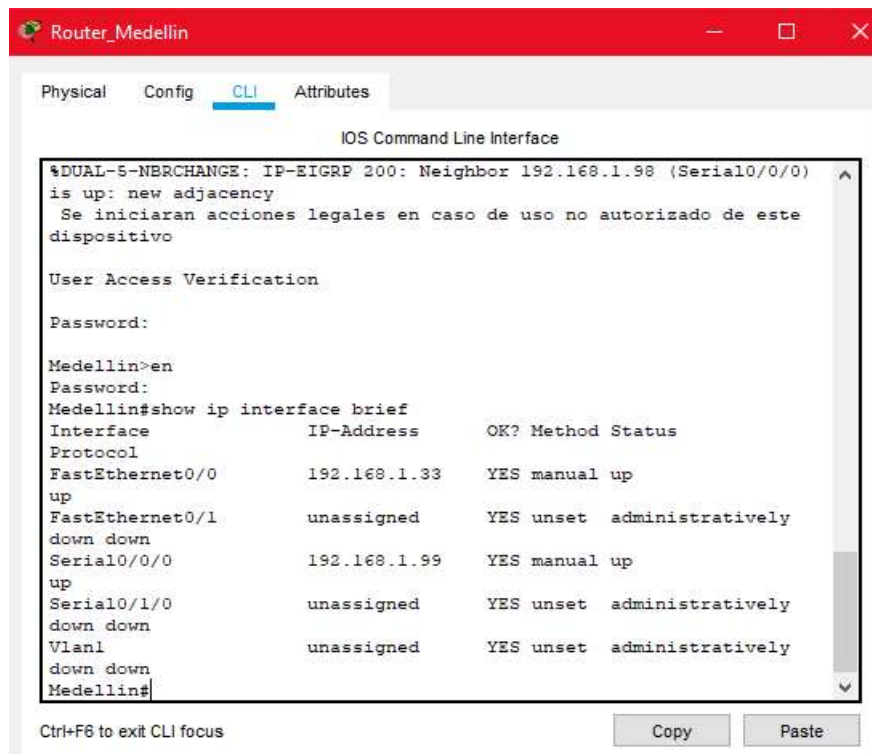 Router_Medellin
Physical Config CLI Attributes
IOS Command Line Interface
%DUAL-5-NBRCHANGE: IP-EIGRP 200: Neighbor 192.168.1.98 (Serial0/0/0)
is up: new adjacency
Se iniciaran acciones legales en caso de uso no autorizado de este
dispositivo
User Access Verification
Password:
Medellin>en
Password:
Medellin#show ip interface brief
Interface IP-Address OK? Method Status
Protocol
FastEthernet0/0 192.168.1.33 YES manual up
up
FastEthernet0/1 unassigned YES unset administratively
down down
Serial0/0/0 192.168.1.99 YES manual up
up
Serial0/1/0 unassigned YES unset administratively
down down
Vlan1 unassigned YES unset administratively
down down
Medellin#
Ctrl+F6 to exit CLI focus Copy Paste